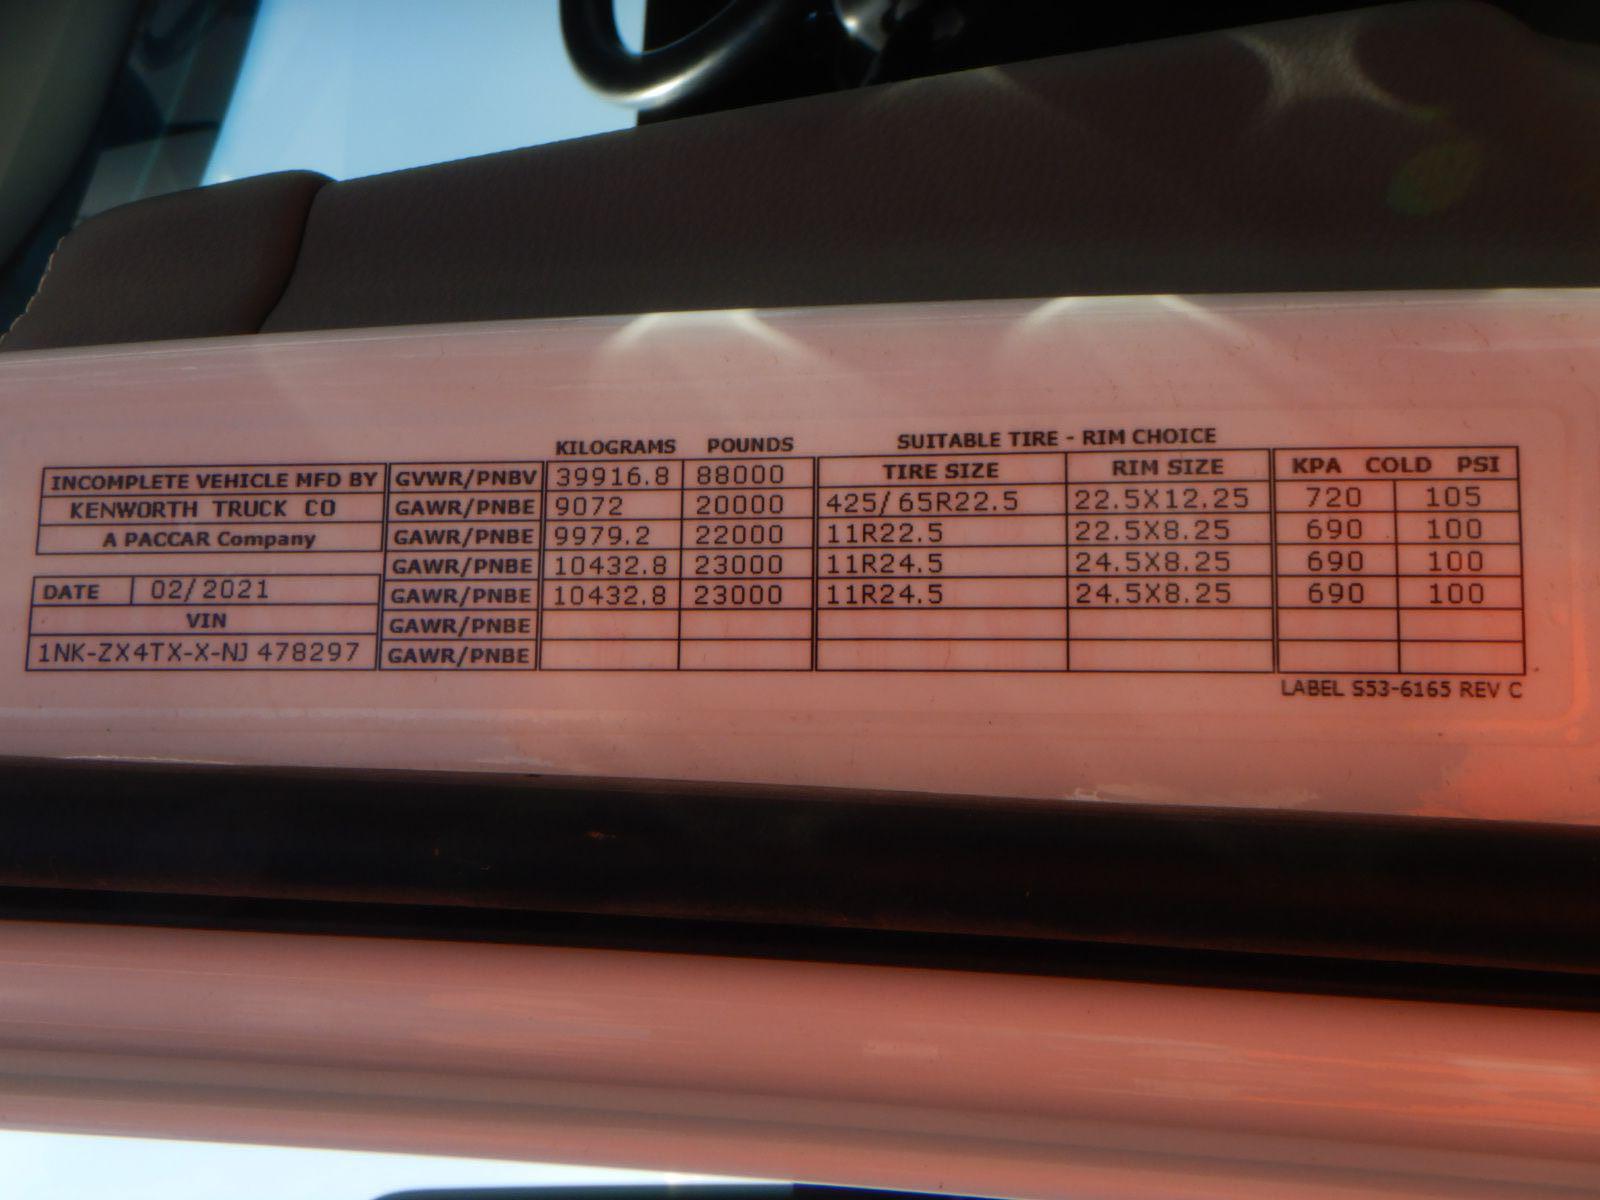 KILOGRAMS POUNDS SUITABLE TIRE - RIM CHOICE
INCOMPLETE VEHICLE MFD BY GVWR/PNBV 39916.8 88000 TIRE SIZE RIM SIZE KPA COLD PSI
KENWORTH TRUCK CO GAWR/PNBE 9072 20000 425/65R22.5 22.5X12.25 720 105
A PACCAR Company GAWR/PNBE 9979.2 22000 11R22.5 22.5X8.25 690 100
GAWR/PNBE 10432.8 23000 11R24.5 24.5X8.25 690 100
DATE 02/2021 GAWR/PNBE 10432.8 23000 11R24.5 24.5X8.25 690 100
VIN GAWR/PNBE
1NK-ZX4TX-X-NJ 478297 GAWR/PNBE
LABEL S53-6165 REV C